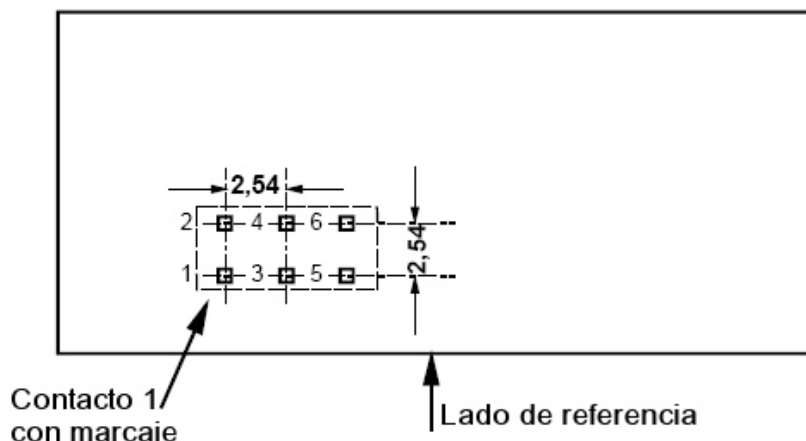 2,54
2 4 6
2,54
1 3 5
Contacto 1
con marcaje
Lado de referencia